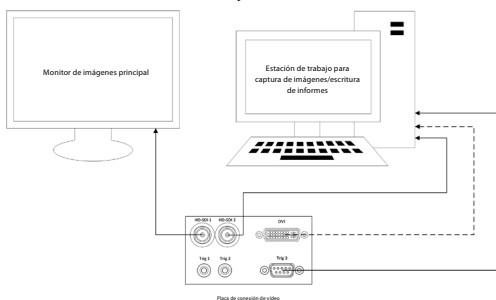 Monitor de imágenes principal
Estación de trabajo para
captura de imágenes/escritura
de informes
HD-SDI 1 HD-SDI 2 DVI
Trig 1 Trig 2 Trig 3
Placa de conexión de vídeo